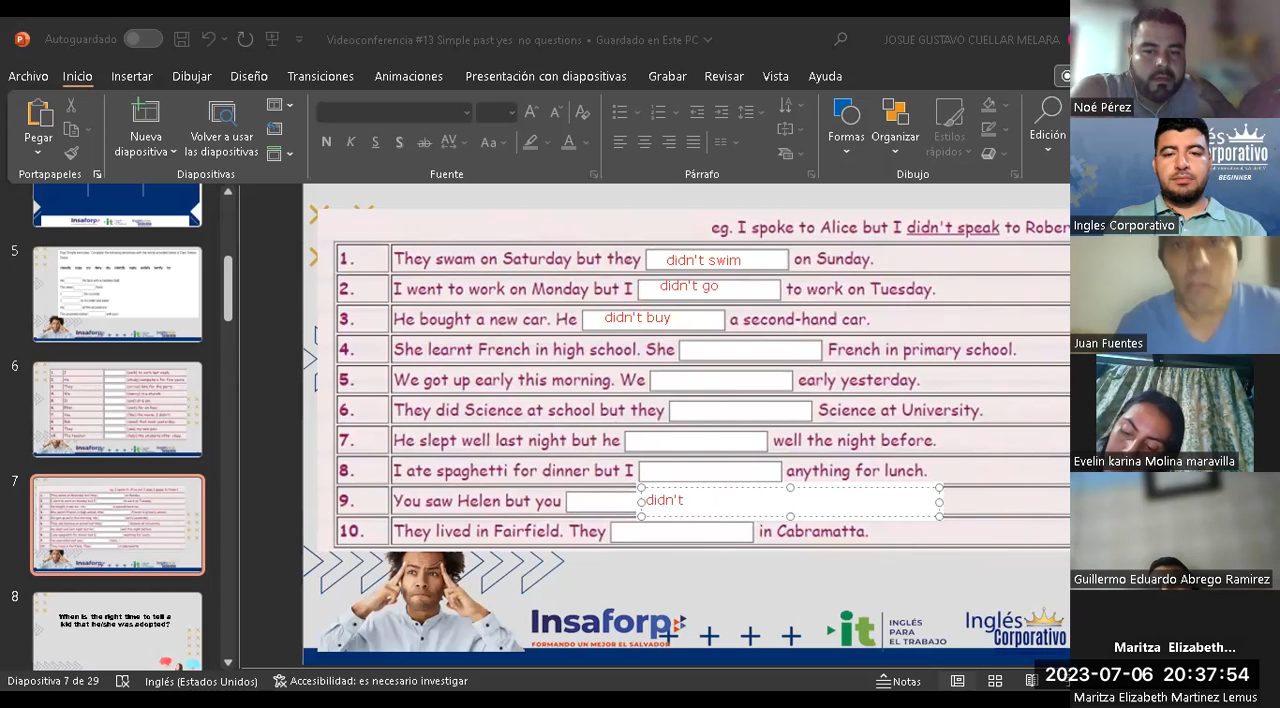 Autoguardado
Videoconferencia #13 Simple past yes no questions • Guardado en Este PC
JOSUE GUSTAVO CUELLAR MELARA
Archivo Inicio Insertar Dibujar Diseño Transiciones Animaciones Presentación con diapositivas Grabar Revisar Vista Ayuda
Pegar
Nueva diapositiva
Volver a usar las diapositivas
Formas
Organizar
Estilos rápidos
Edición
Portapapeles Diapositivas Fuente Párrafo Dibujo
5
6
7
8
When is the right time to tell a
kid that he/she was adopted?
eg. I spoke to Alice but I didn't speak to Rober
1. They swam on Saturday but they didn't swim on Sunday.
2. I went to work on Monday but I didn't go to work on Tuesday.
3. He bought a new car. He didn't buy a second-hand car.
4. She learnt French in high school. She French in primary school.
5. We got up early this morning. We early yesterday.
6. They did Science at school but they Science at University.
7. He slept well last night but he well the night before.
8. I ate spaghetti for dinner but I anything for lunch.
9. You didn't
10. They lived in Fairfield. They in Cabramatta.
Insaforp
FORMANDO UN MEJOR EL SALVADOR
it
INGLÉS
PARA
EL TRABAJO
Inglés
Corporativo
Diapositiva 7 de 29 Inglés (Estados Unidos) Accesibilidad: es necesario investigar Notas
Noé Pérez
BEGINNER
Ingles Corporativo
Juan Fuentes
Evelin karina Molina maravilla
Guillermo Eduardo Abrego Ramirez
Maritza Elizabeth...
2023-07-06 20:37:54
Maritza Elizabeth Martinez Lemus